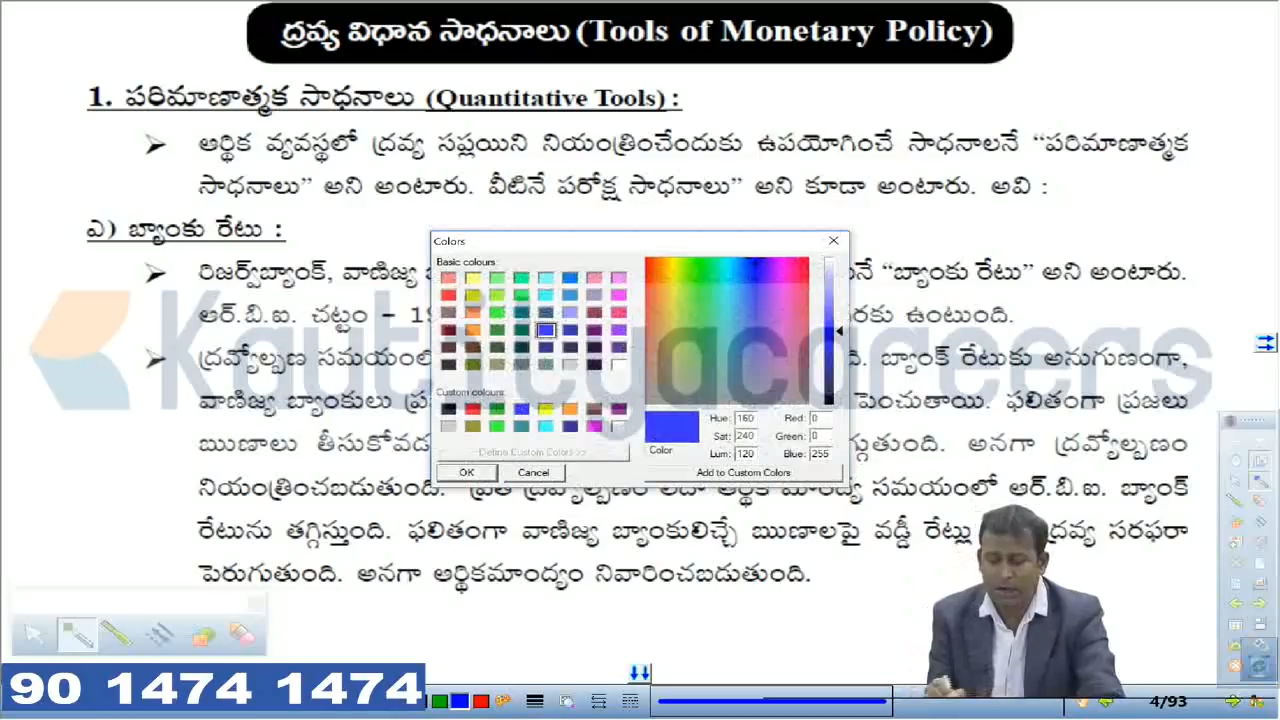 ద్రవ్య విధాన సాధనాలు (Tools of Monetary Policy)
1. పరిమాణాత్మక సాధనాలు (Quantitative Tools) :
ఆర్థిక వ్యవస్థలో ద్రవ్య సప్లయిని నియంత్రించేందుకు ఉపయోగించే సాధనాలనే “పరిమాణాత్మక
సాధనాలు” అని అంటారు. వీటినే పరోక్ష సాధనాలు” అని కూడా అంటారు. అవి :
ఎ) బ్యాంకు రేటు :
రిజర్వ్‌బ్యాంక్, వాణిజ్య “బ్యాంకు రేటు” అని అంటారు.
ఆర్.బి.ఐ. చట్టం – ఉంటుంది.
ద్రవ్యోల్బణ బ్యాంక్ రేటుకు అనుగుణంగా,
వాణిజ్య బ్యాంకులు పెంచుతాయి. ఫలితంగా ప్రజలు
ఋణాలు అనగా ద్రవ్యోల్బణం
నియంత్రించబడుతుంది. సమయంలో ఆర్.బి.ఐ. బ్యాంక్
రేటును తగ్గిస్తుంది. ఫలితంగా వాణిజ్య బ్యాంకులిచ్చే ఋణాలపై వడ్డీ రేట్లు ద్రవ్య సరఫరా
పెరుగుతుంది. అనగా ఆర్థికమాంద్యం నివారించబడుతుంది.
Kautilya careers
Colors
Basic colours:
Custom colours:
Define Custom Colors >>
OK Cancel
Color
Hue: 160 Red: 0
Sat: 240 Green: 0
Lum: 120 Blue: 255
Add to Custom Colors
90 1474 1474
4/93